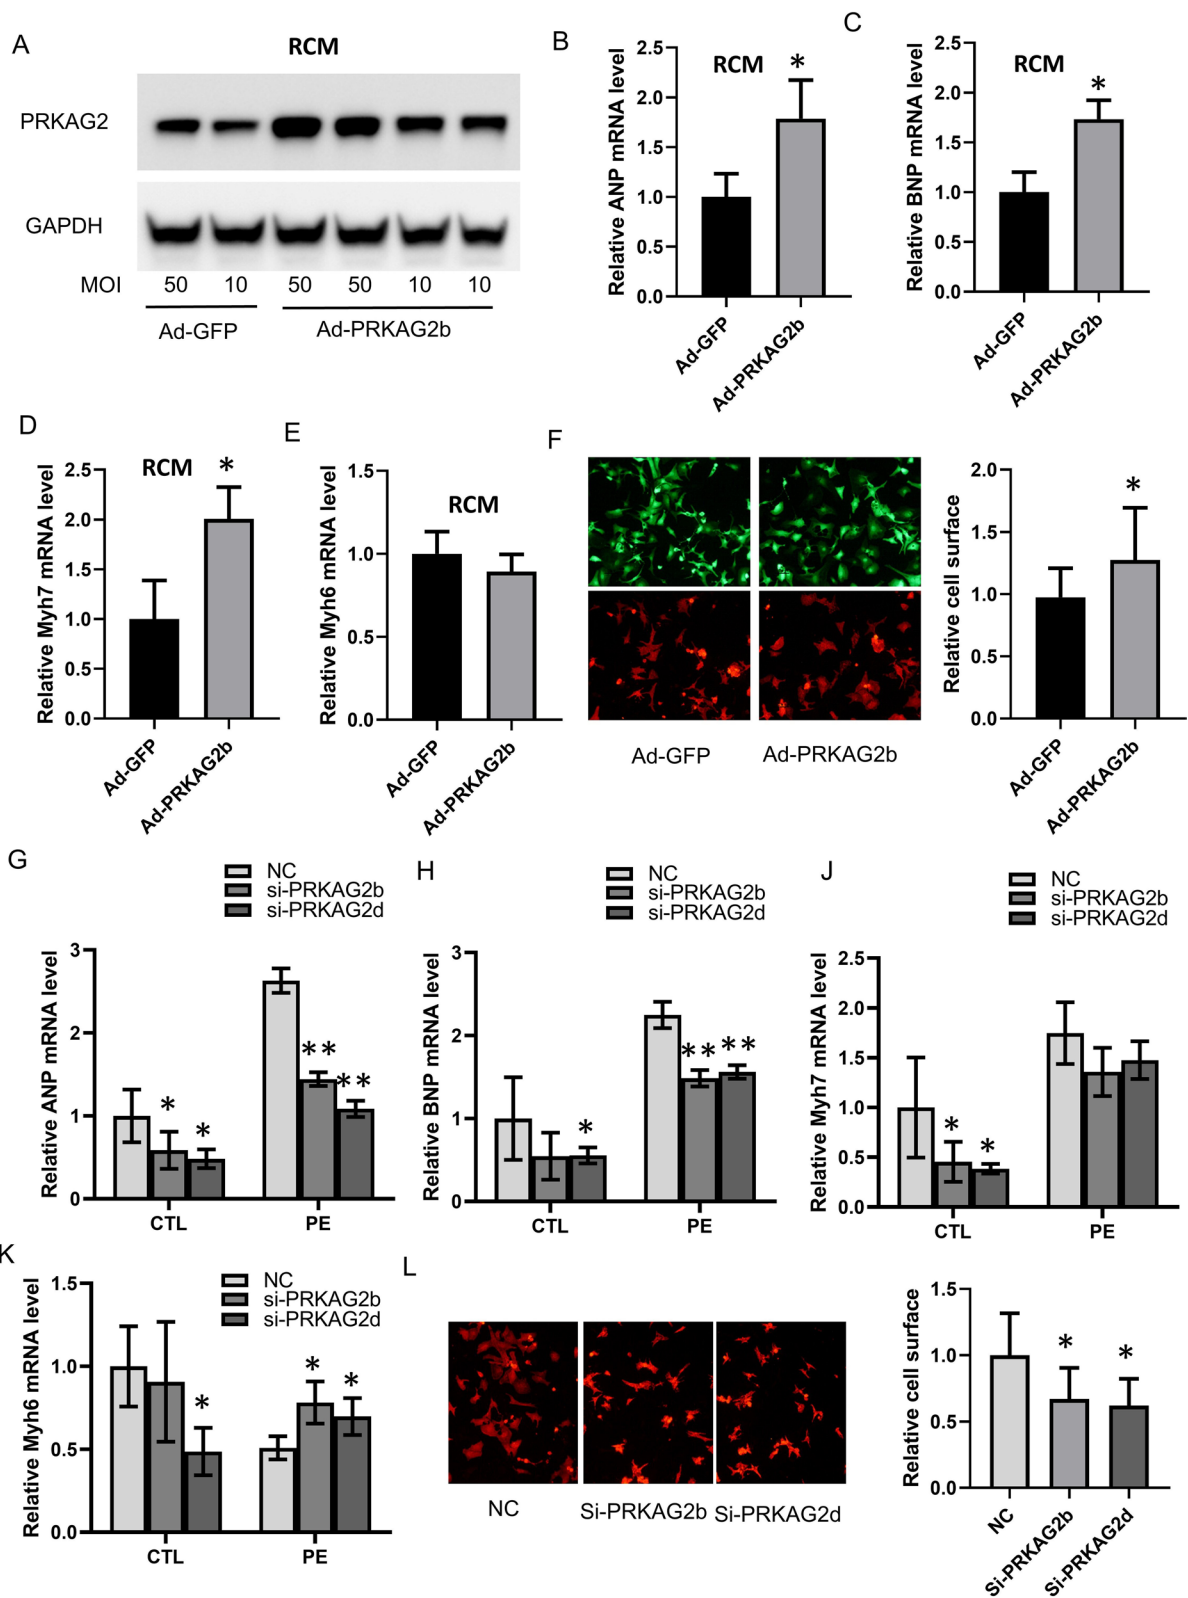 A
RCM
PRKAG2
GAPDH
MOI 50 10 50 50 10 10
Ad-GFP Ad-PRKAG2b
B
RCM
*
Relative ANP mRNA level
2.5
2.0
1.5
1.0
0.5
0.0
Ad-GFP
Ad-PRKAG2b
C
RCM
*
Relative BNP mRNA level
2.5
2.0
1.5
1.0
0.5
0.0
Ad-GFP
Ad-PRKAG2b
D
RCM
*
Relative Myh7 mRNA level
2.5
2.0
1.5
1.0
0.5
0.0
Ad-GFP
Ad-PRKAG2b
E
RCM
Relative Myh6 mRNA level
1.5
1.0
0.5
0.0
Ad-GFP
Ad-PRKAG2b
F
Ad-GFP Ad-PRKAG2b
*
Relative cell surface
2.0
1.5
1.0
0.5
0.0
Ad-GFP
Ad-PRKAG2b
G
NC
si-PRKAG2b
si-PRKAG2d
Relative ANP mRNA level
3
2
1
0
* * ** **
CTL PE
H
NC
si-PRKAG2b
si-PRKAG2d
Relative BNP mRNA level
3
2
1
0
* ** **
CTL PE
J
NC
si-PRKAG2b
si-PRKAG2d
Relative Myh7 mRNA level
2.5
2.0
1.5
1.0
0.5
0.0
* *
CTL PE
K
NC
si-PRKAG2b
si-PRKAG2d
Relative Myh6 mRNA level
1.5
1.0
0.5
0.0
* * *
CTL PE
L
NC Si-PRKAG2b Si-PRKAG2d
Relative cell surface
1.5
1.0
0.5
0.0
* *
NC
Si-PRKAG2b
Si-PRKAG2d